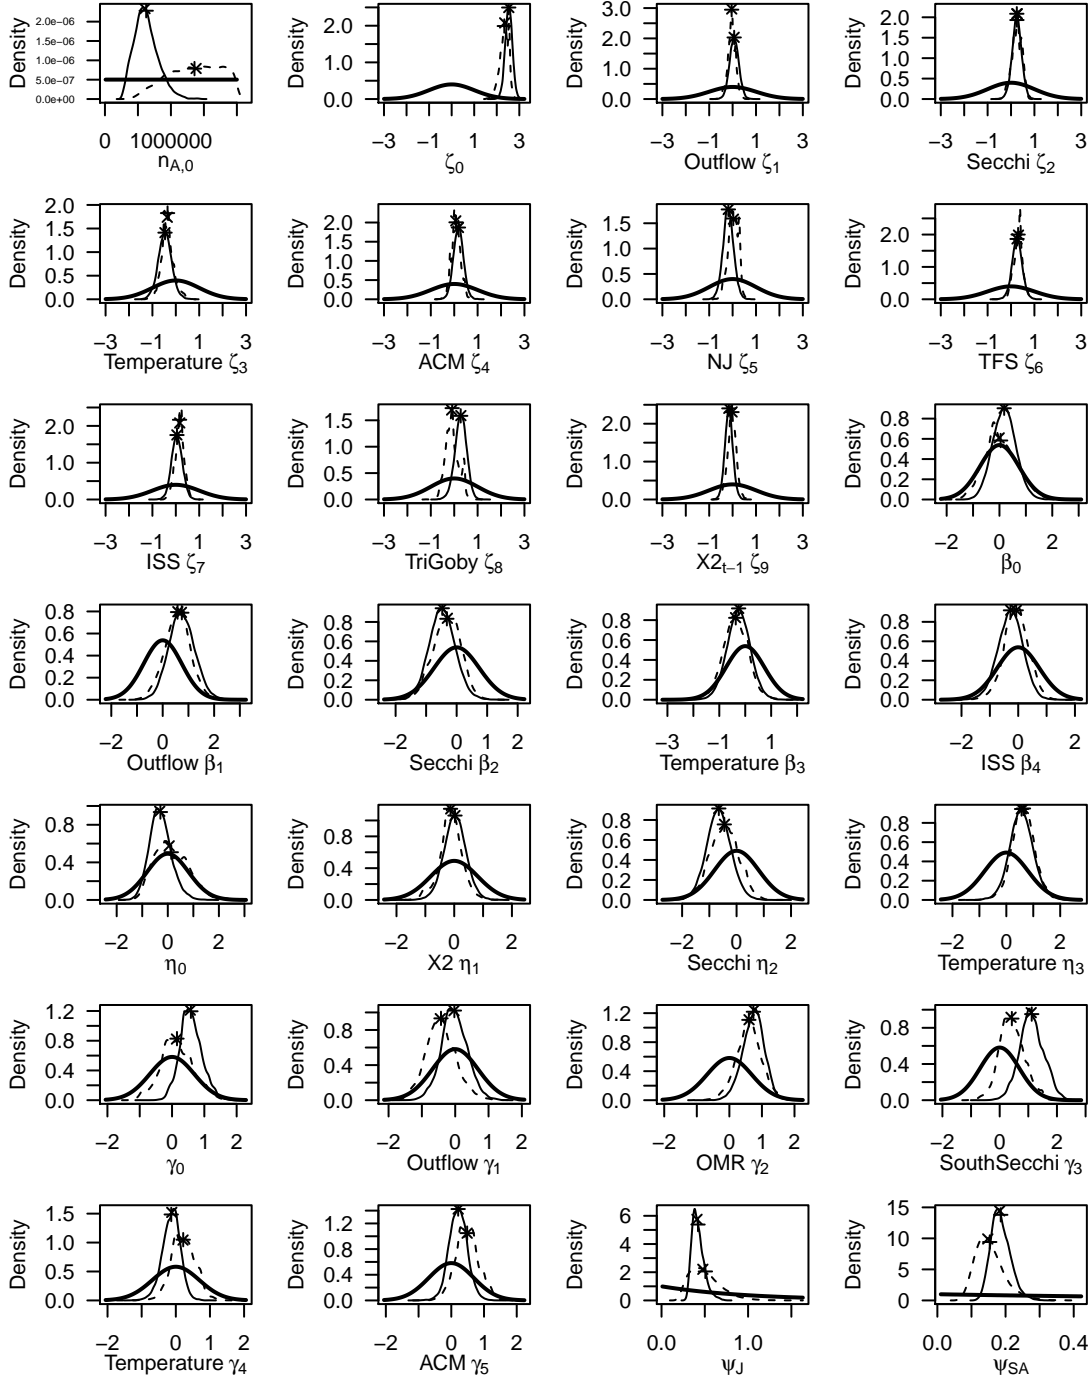 Density
2.0e−06
1.5e−06
1.0e−06
5.0e−07
0.0e+00
0 1000000
n_A,0
Density
2.0
1.0
0.0
−3 −1 1 3
ζ₀
Density
3.0
2.0
1.0
0.0
−3 −1 1 3
Outflow ζ₁
Density
2.0
1.5
1.0
0.5
0.0
−3 −1 1 3
Secchi ζ₂
Density
2.0
1.5
1.0
0.5
0.0
−3 −1 1 3
Temperature ζ₃
Density
2.0
1.5
1.0
0.5
0.0
−3 −1 1 3
ACM ζ₄
Density
1.5
1.0
0.5
0.0
−3 −1 1 3
NJ ζ₅
Density
2.0
1.0
0.0
−3 −1 1 3
TFS ζ₆
Density
2.0
1.0
0.0
−3 −1 1 3
ISS ζ₇
Density
1.5
1.0
0.5
0.0
−3 −1 1 3
TriGoby ζ₈
Density
2.0
1.0
0.0
−3 −1 1 3
X2ₜ₋₁ ζ₉
Density
0.8
0.6
0.4
0.2
0.0
−2 0 2
β₀
Density
0.8
0.6
0.4
0.2
0.0
−2 0 2
Outflow β₁
Density
0.8
0.6
0.4
0.2
0.0
−2 0 2
Secchi β₂
Density
0.8
0.6
0.4
0.2
0.0
−3 −1 1
Temperature β₃
Density
0.8
0.6
0.4
0.2
0.0
−2 0 2
ISS β₄
Density
0.8
0.4
0.0
−2 0 2
η₀
Density
0.8
0.4
0.0
−2 0 2
X2 η₁
Density
0.8
0.6
0.4
0.2
0.0
−2 0 2
Secchi η₂
Density
0.8
0.4
0.0
−2 0 2
Temperature η₃
Density
1.2
0.8
0.4
0.0
−2 0 1 2
γ₀
Density
0.8
0.4
0.0
−2 0 1 2
Outflow γ₁
Density
1.2
0.8
0.4
0.0
−2 0 1 2
OMR γ₂
Density
0.8
0.4
0.0
−2 0 1 2
SouthSecchi γ₃
Density
1.5
1.0
0.5
0.0
−2 0 1 2
Temperature γ₄
Density
1.2
0.8
0.4
0.0
−2 0 1 2
ACM γ₅
Density
6
4
2
0
0.0 1.0
ψ_J
Density
15
10
5
0
0.0 0.2 0.4
ψ_SA